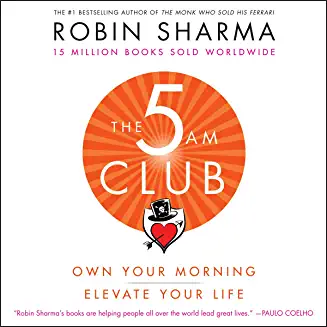 THE #1 BESTSELLING AUTHOR OF THE MONK WHO SOLD HIS FERRARI
ROBIN SHARMA
15 MILLION BOOKS SOLD WORLDWIDE
THE 5 AM
CLUB
OWN YOUR MORNING
ELEVATE YOUR LIFE
"Robin Sharma's books are helping people all over the world lead great lives." —PAULO COELHO